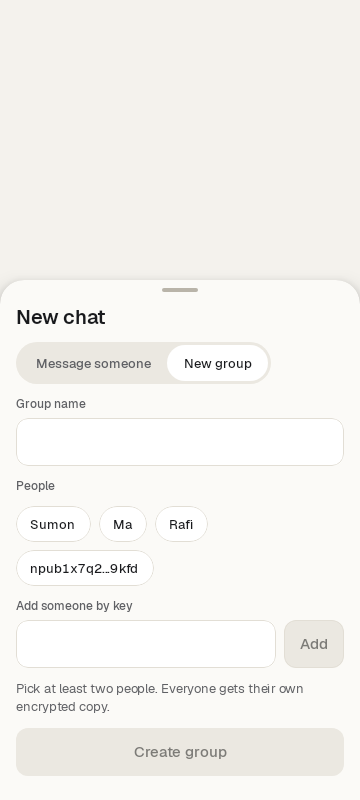 New chat
Message someone
New group
Group name
People
Sumon
Ma
Rafi
npub1x7q2…9kfd
Add someone by key
Add
Pick at least two people. Everyone gets their own
encrypted copy.
Create group